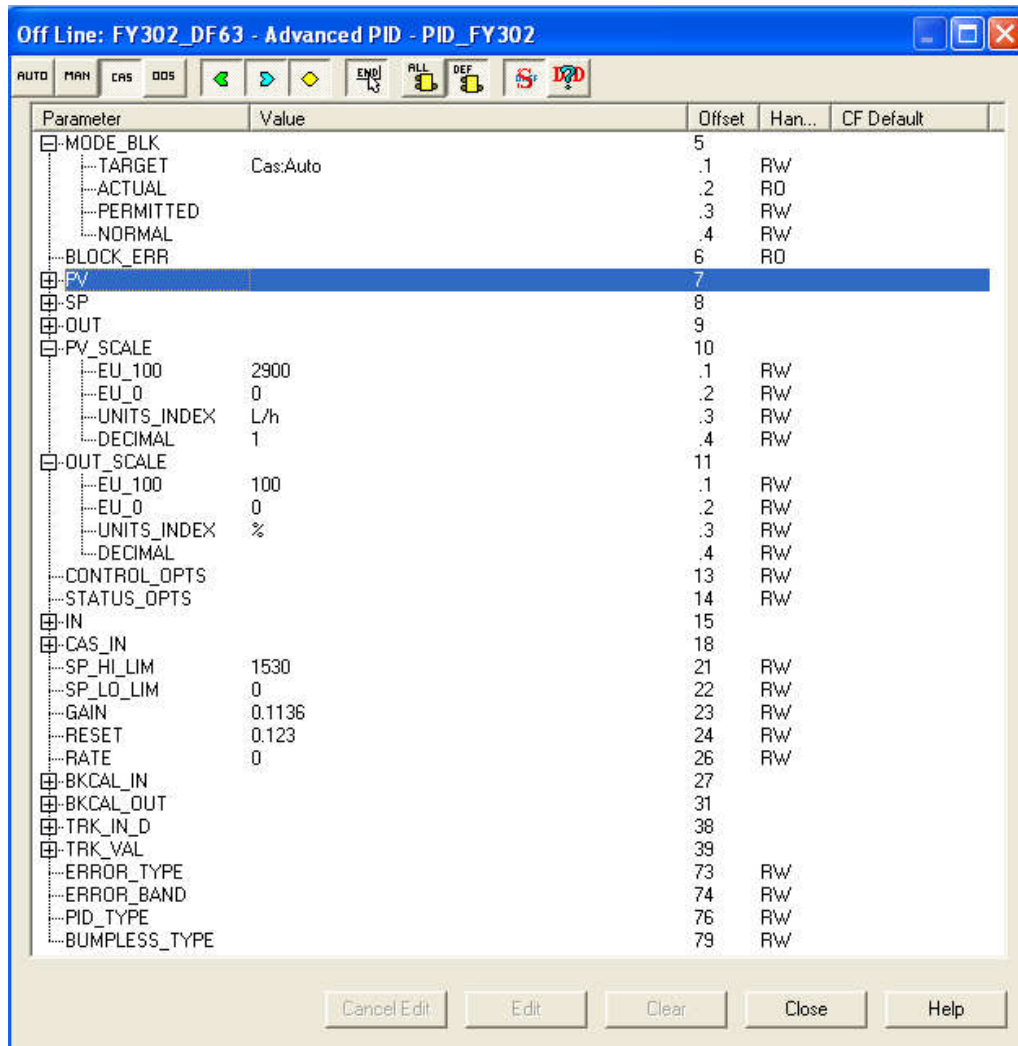 Off Line: FY302_DF63 - Advanced PID - PID_FY302
AUTO MAN CAS OOS END! ALL DEF S D?D
Parameter Value Offset Han... CF Default
MODE_BLK 5
TARGET Cas:Auto .1 RW
ACTUAL .2 RO
PERMITTED .3 RW
NORMAL .4 RW
BLOCK_ERR 6 RO
PV 7
SP 8
OUT 9
PV_SCALE 10
EU_100 2900 .1 RW
EU_0 0 .2 RW
UNITS_INDEX L/h .3 RW
DECIMAL 1 .4 RW
OUT_SCALE 11
EU_100 100 .1 RW
EU_0 0 .2 RW
UNITS_INDEX % .3 RW
DECIMAL .4 RW
CONTROL_OPTS 13 RW
STATUS_OPTS 14 RW
IN 15
CAS_IN 18
SP_HI_LIM 1530 21 RW
SP_LO_LIM 0 22 RW
GAIN 0.1136 23 RW
RESET 0.123 24 RW
RATE 0 26 RW
BKCAL_IN 27
BKCAL_OUT 31
TRK_IN_D 38
TRK_VAL 39
ERROR_TYPE 73 RW
ERROR_BAND 74 RW
PID_TYPE 76 RW
BUMPLESS_TYPE 79 RW
Cancel Edit Edit Clear Close Help